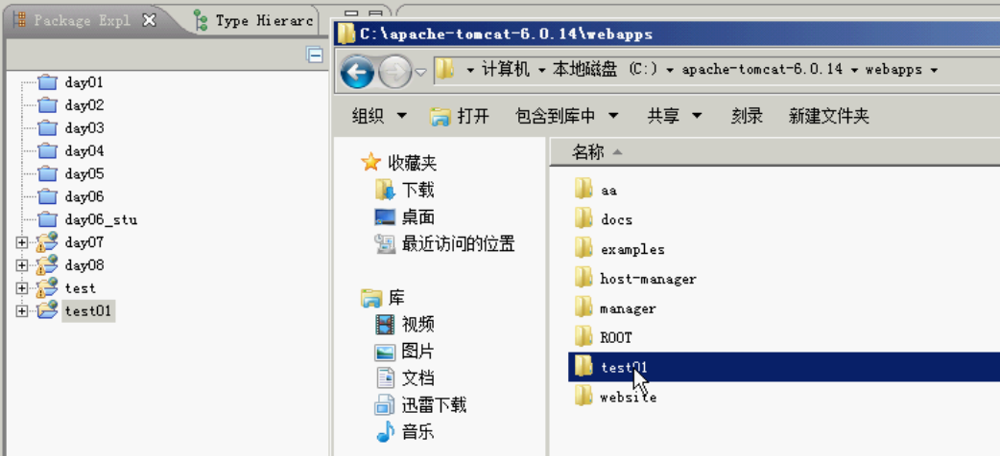 Package Expl
Type Hierarc
day01
day02
day03
day04
day05
day06
day06_stu
day07
day08
test
test01
C:\apache-tomcat-6.0.14\webapps
计算机 本地磁盘 (C:) apache-tomcat-6.0.14 webapps
组织 打开 包含到库中 共享 刻录 新建文件夹
收藏夹
下载
桌面
最近访问的位置
库
视频
图片
文档
迅雷下载
音乐
名称
aa
docs
examples
host-manager
manager
ROOT
test01
website